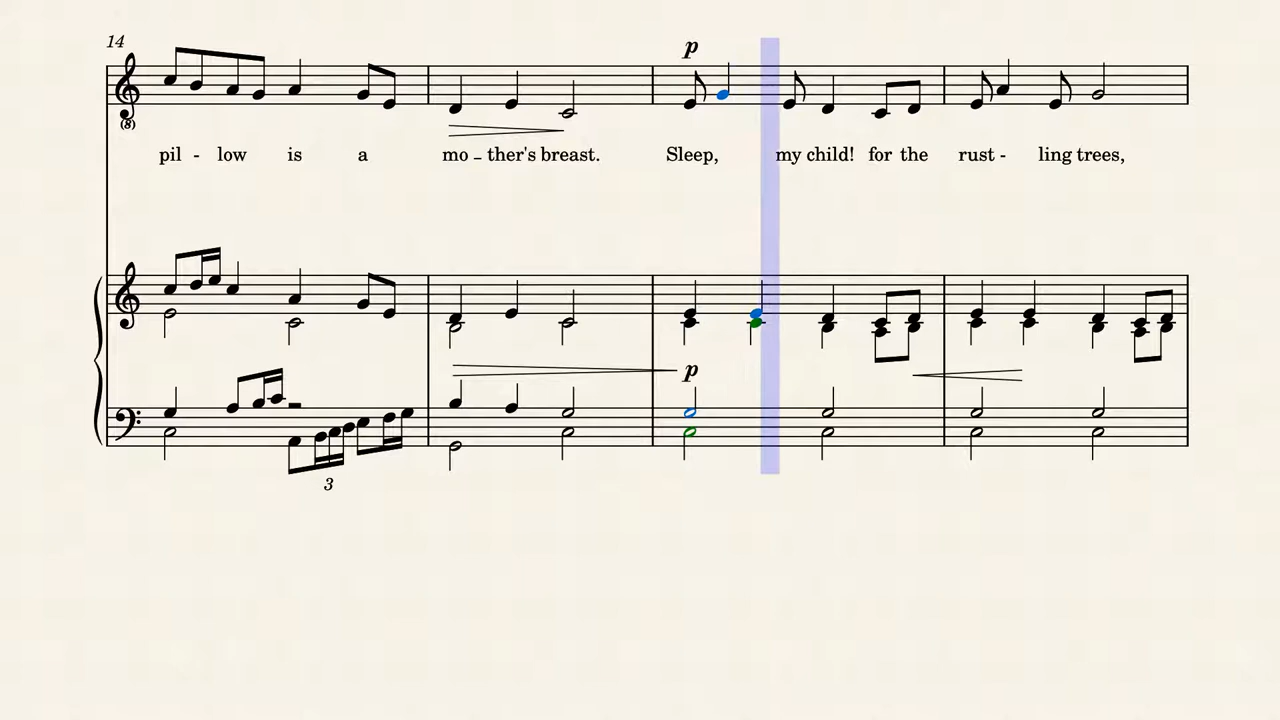 14
p
(8)
pil - low is a mo – ther's breast. Sleep, my child! for the rust - ling trees,
p
3